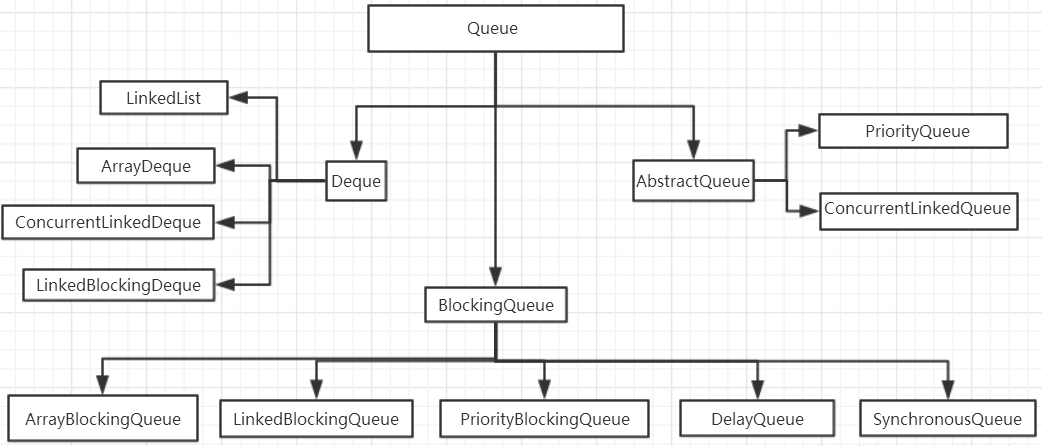 Queue
LinkedList
PriorityQueue
ArrayDeque
Deque
AbstractQueue
ConcurrentLinkedDeque
ConcurrentLinkedQueue
LinkedBlockingDeque
BlockingQueue
ArrayBlockingQueue
LinkedBlockingQueue
PriorityBlockingQueue
DelayQueue
SynchronousQueue